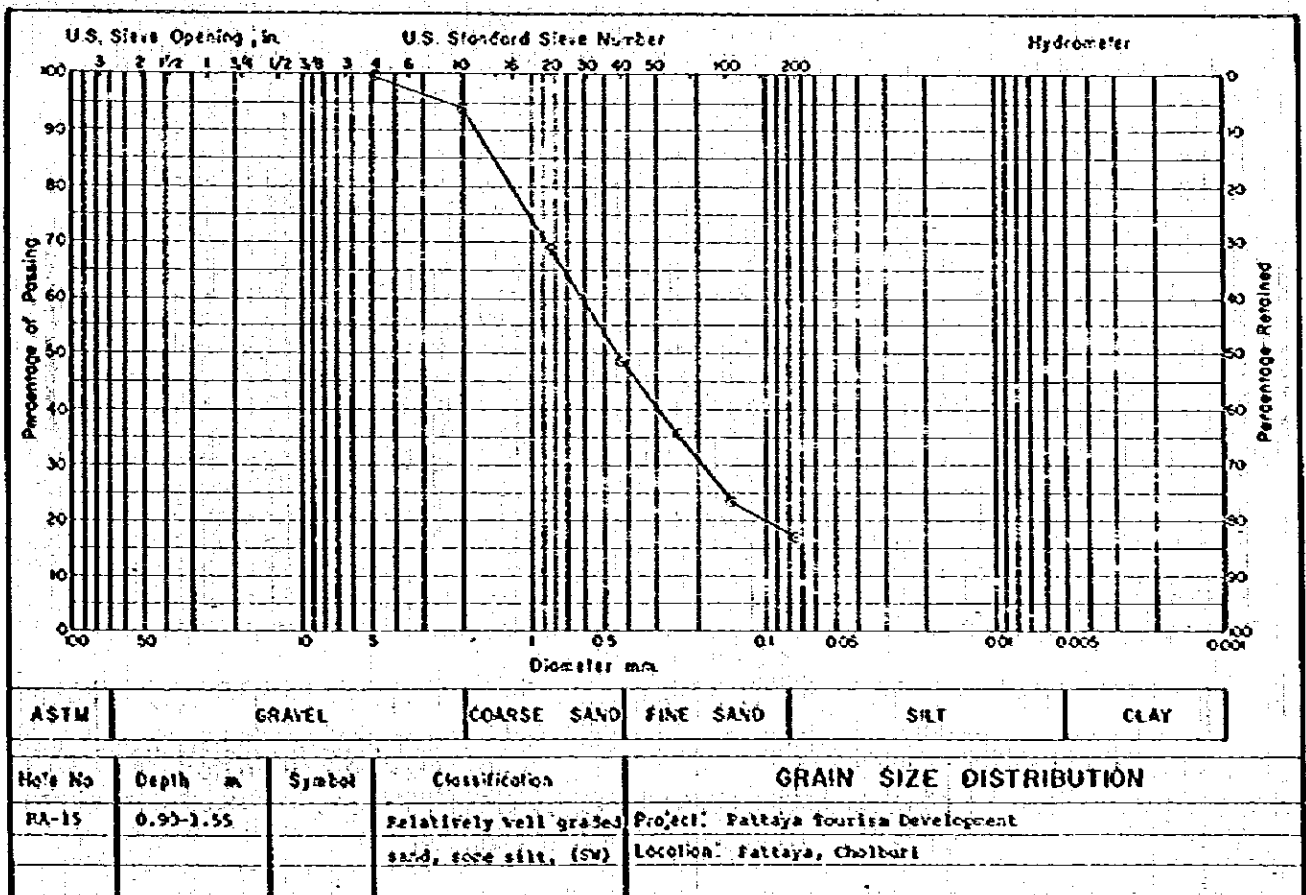 U.S. Sieve Opening, in. U.S. Standard Sieve Number Hydrometer
3 2 1½ 1 3/4 1/2 3/8 3 4 6 10 16 20 30 40 50 100 200
100 0
90 10
80 20
70 30
60 40
50 50
40 60
30 70
20 80
10 90
0 100
Percentage of Passing
Percentage Retained
100 50 10 5 1 0.5 0.1 0.05 0.01 0.005 0.001
Diameter mm.
ASTM GRAVEL COARSE SAND FINE SAND SILT CLAY
Hole No Depth m Symbol Classification GRAIN SIZE DISTRIBUTION
0.90-1.55 Relatively well graded Project: Pattaya Tourism Development
sand, some silt, (SW) Location: Pattaya, Cholburi